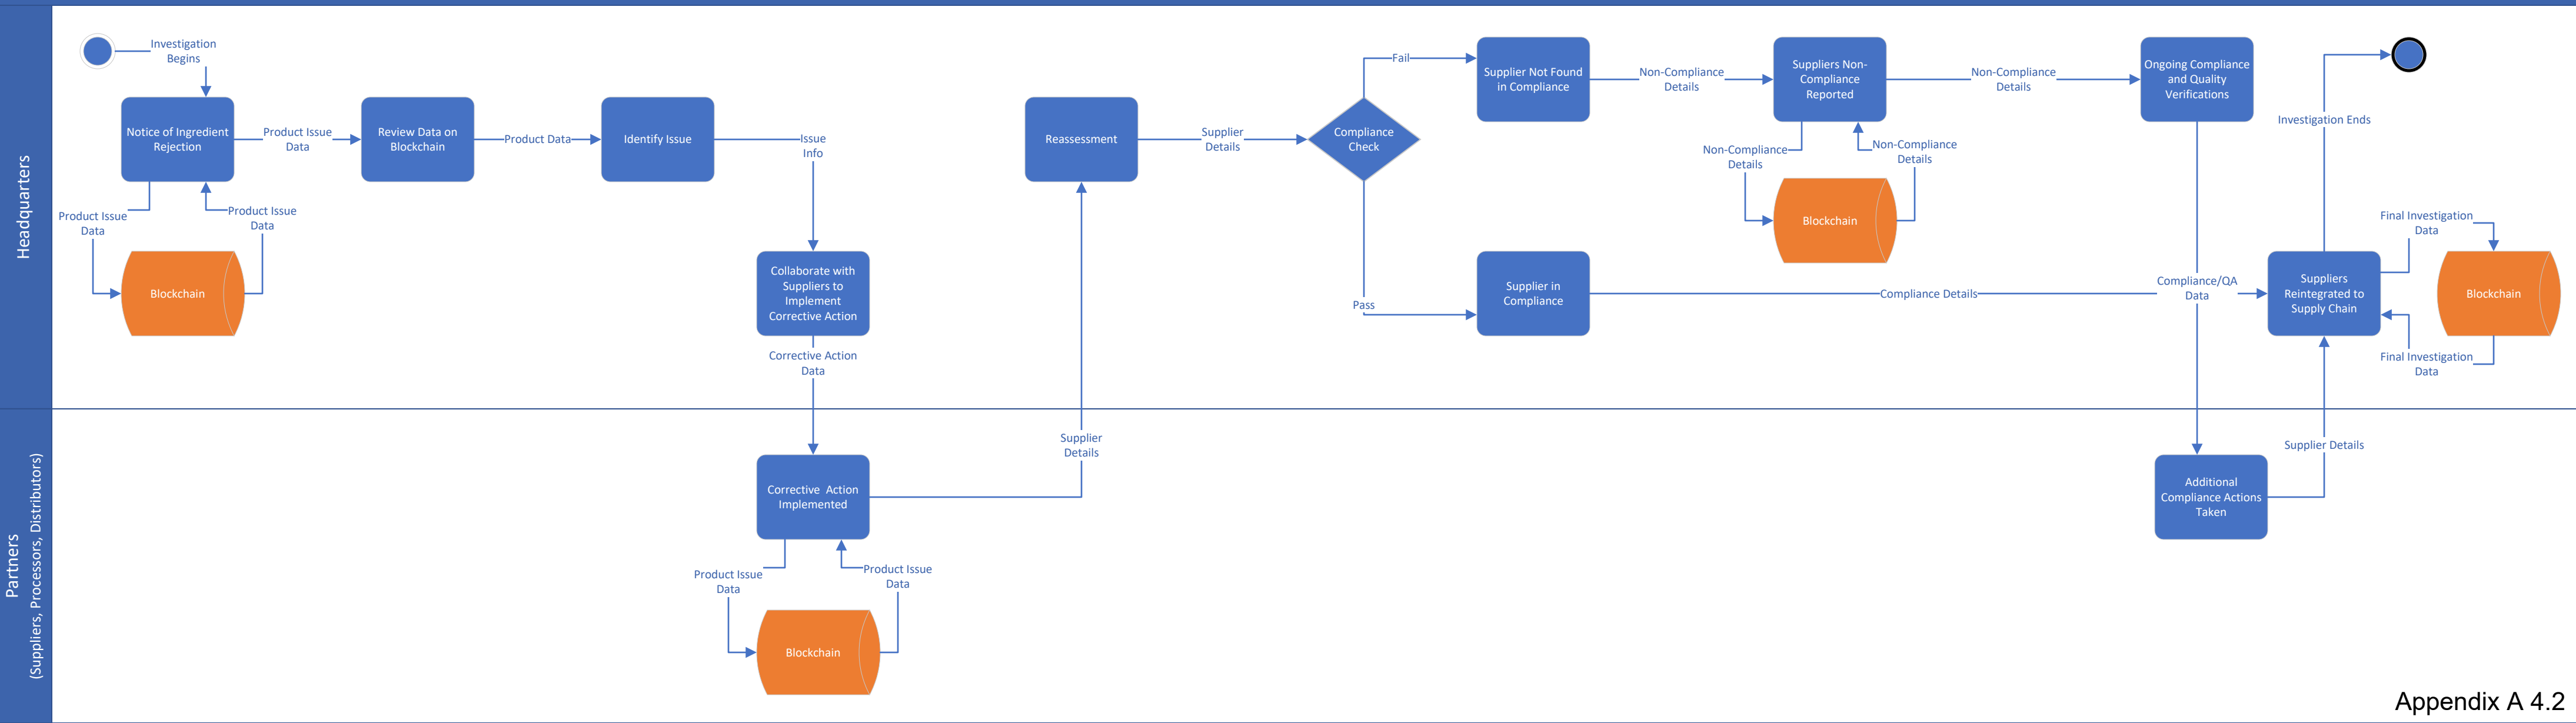 Headquarters
Investigation
Begins
Notice of Ingredient
Rejection
Product Issue
Data
Review Data on
Blockchain
Product Data
Identify Issue
Issue
Info
Product Issue
Data
Product Issue
Data
Blockchain
Collaborate with
Suppliers to
Implement
Corrective Action
Corrective Action
Data
Reassessment
Supplier
Details
Compliance
Check
Fail
Supplier Not Found
in Compliance
Non-Compliance
Details
Suppliers Non-
Compliance
Reported
Non-Compliance
Details
Ongoing Compliance
and Quality
Verifications
Non-Compliance
Details
Non-Compliance
Details
Blockchain
Pass
Supplier in
Compliance
Compliance Details
Compliance/QA
Data
Suppliers
Reintegrated to
Supply Chain
Investigation Ends
Final Investigation
Data
Blockchain
Final Investigation
Data
Partners
(Suppliers, Processors, Distributors)
Corrective  Action
Implemented
Supplier
Details
Product Issue
Data
Product Issue
Data
Blockchain
Additional
Compliance Actions
Taken
Supplier Details
Appendix A 4.2